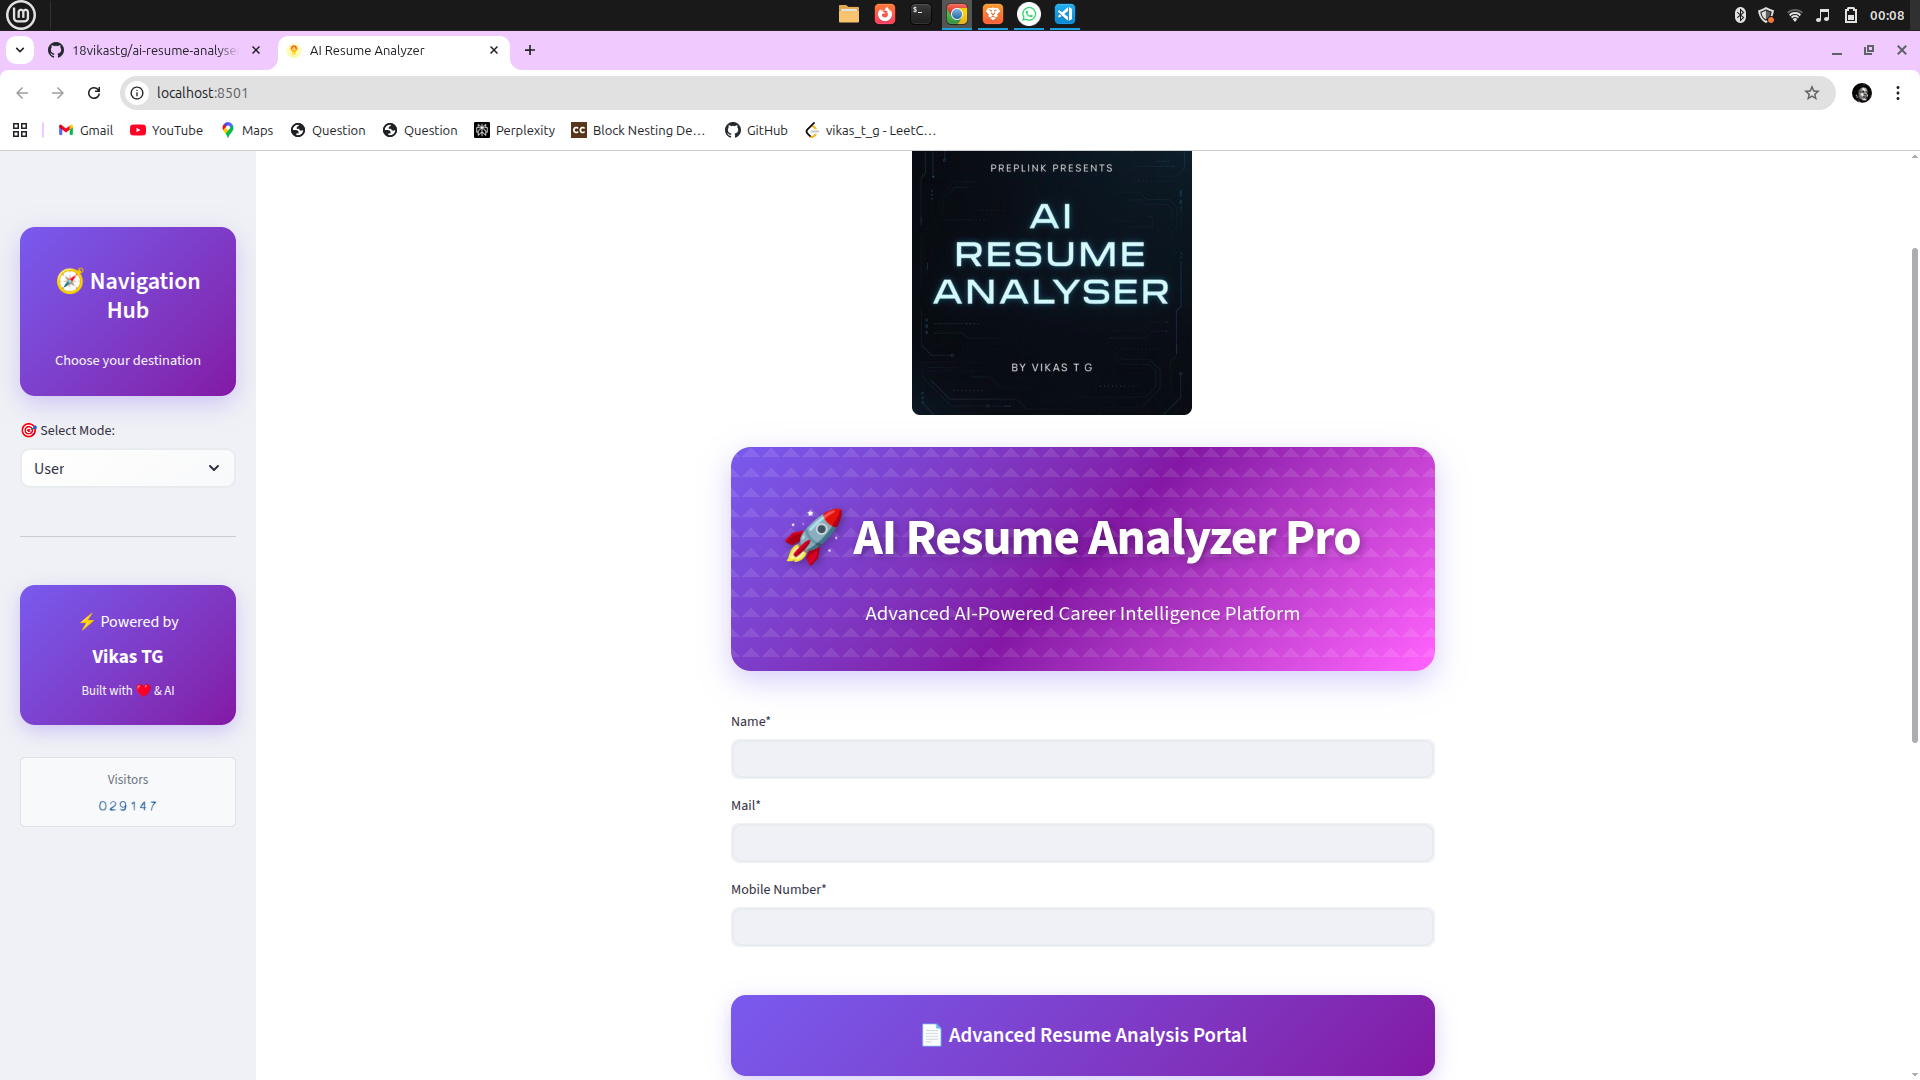 00:08
18vikastg/ai-resume-analyse
AI Resume Analyzer
localhost:8501
Gmail
YouTube
Maps
Question
Question
Perplexity
CC
Block Nesting De...
GitHub
vikas_t_g - LeetC...
🧭 Navigation
Hub
Choose your destination
🎯 Select Mode:
User
⚡ Powered by
Vikas TG
Built with ❤️ & AI
Visitors
029147
PREPLINK PRESENTS
AI
RESUME
ANALYSER
BY VIKAS T G
🚀 AI Resume Analyzer Pro
Advanced AI-Powered Career Intelligence Platform
Name*
Mail*
Mobile Number*
📄 Advanced Resume Analysis Portal